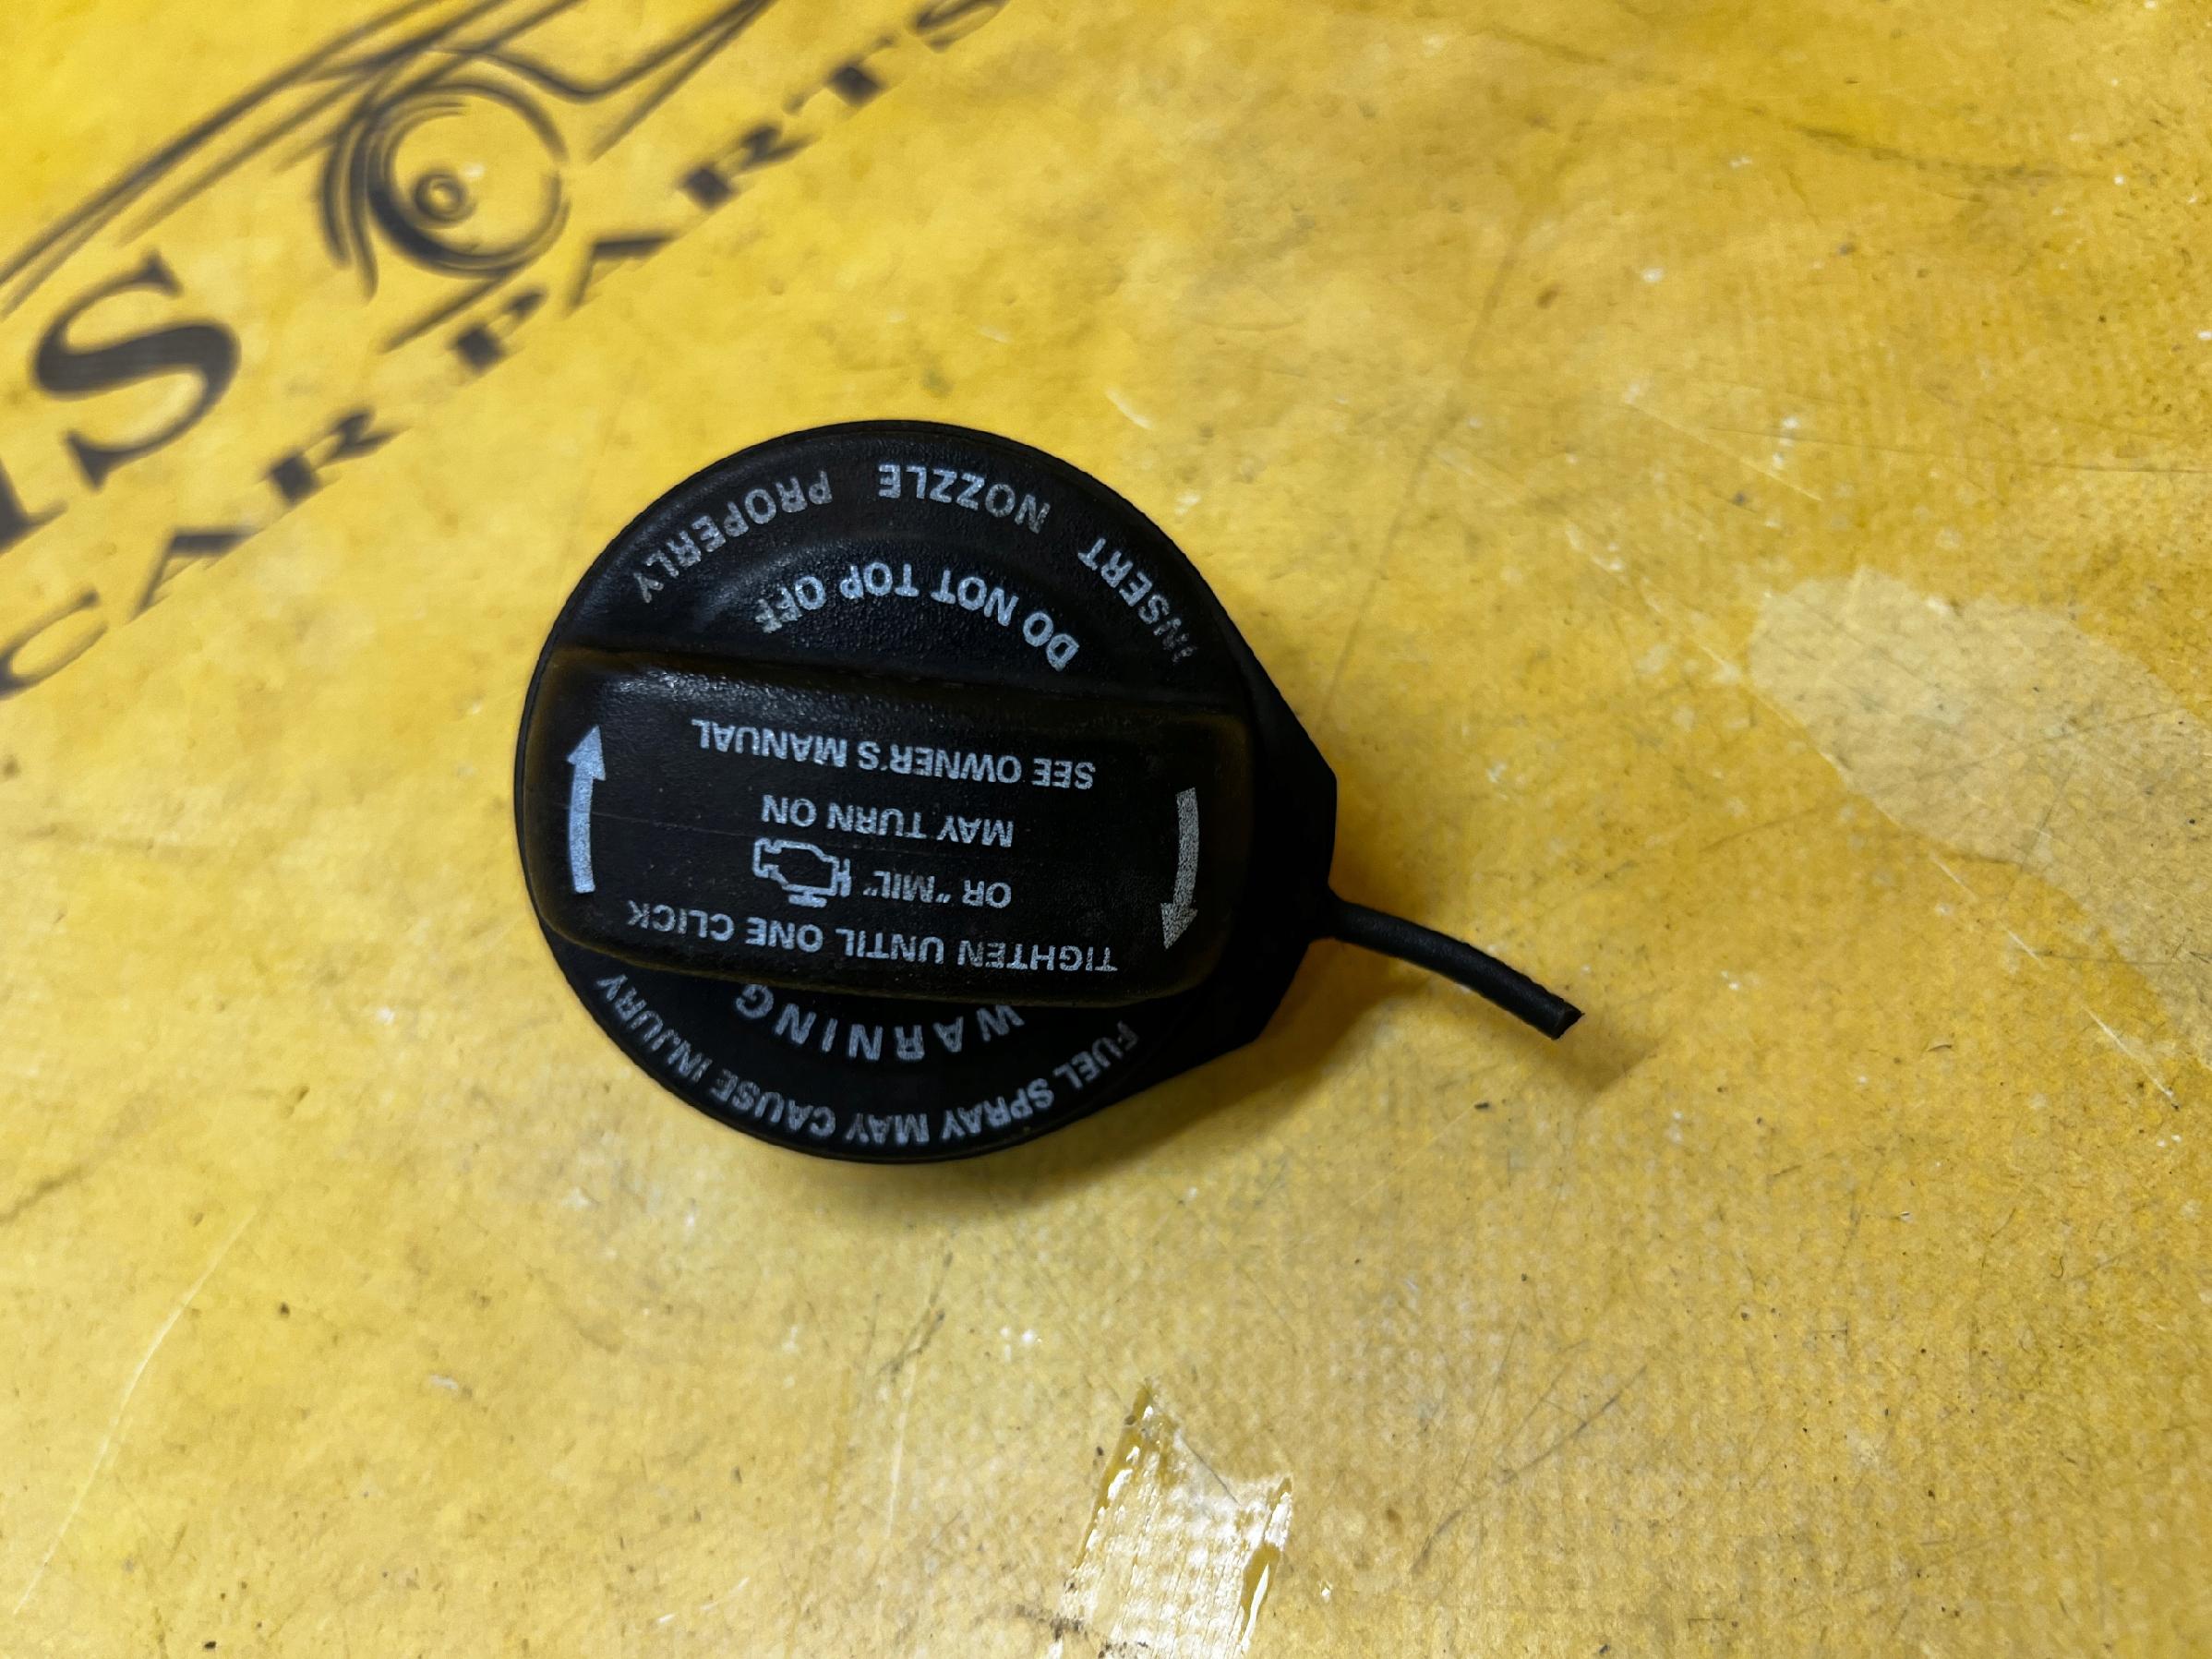 FUEL SPRAY MAY CAUSE INJURY
WARNING
TIGHTEN UNTIL ONE CLICK
OR "MIL"
MAY TURN ON
SEE OWNER'S MANUAL
DO NOT TOP OFF
INSERT NOZZLE PROPERLY
IS
CAR PARTS